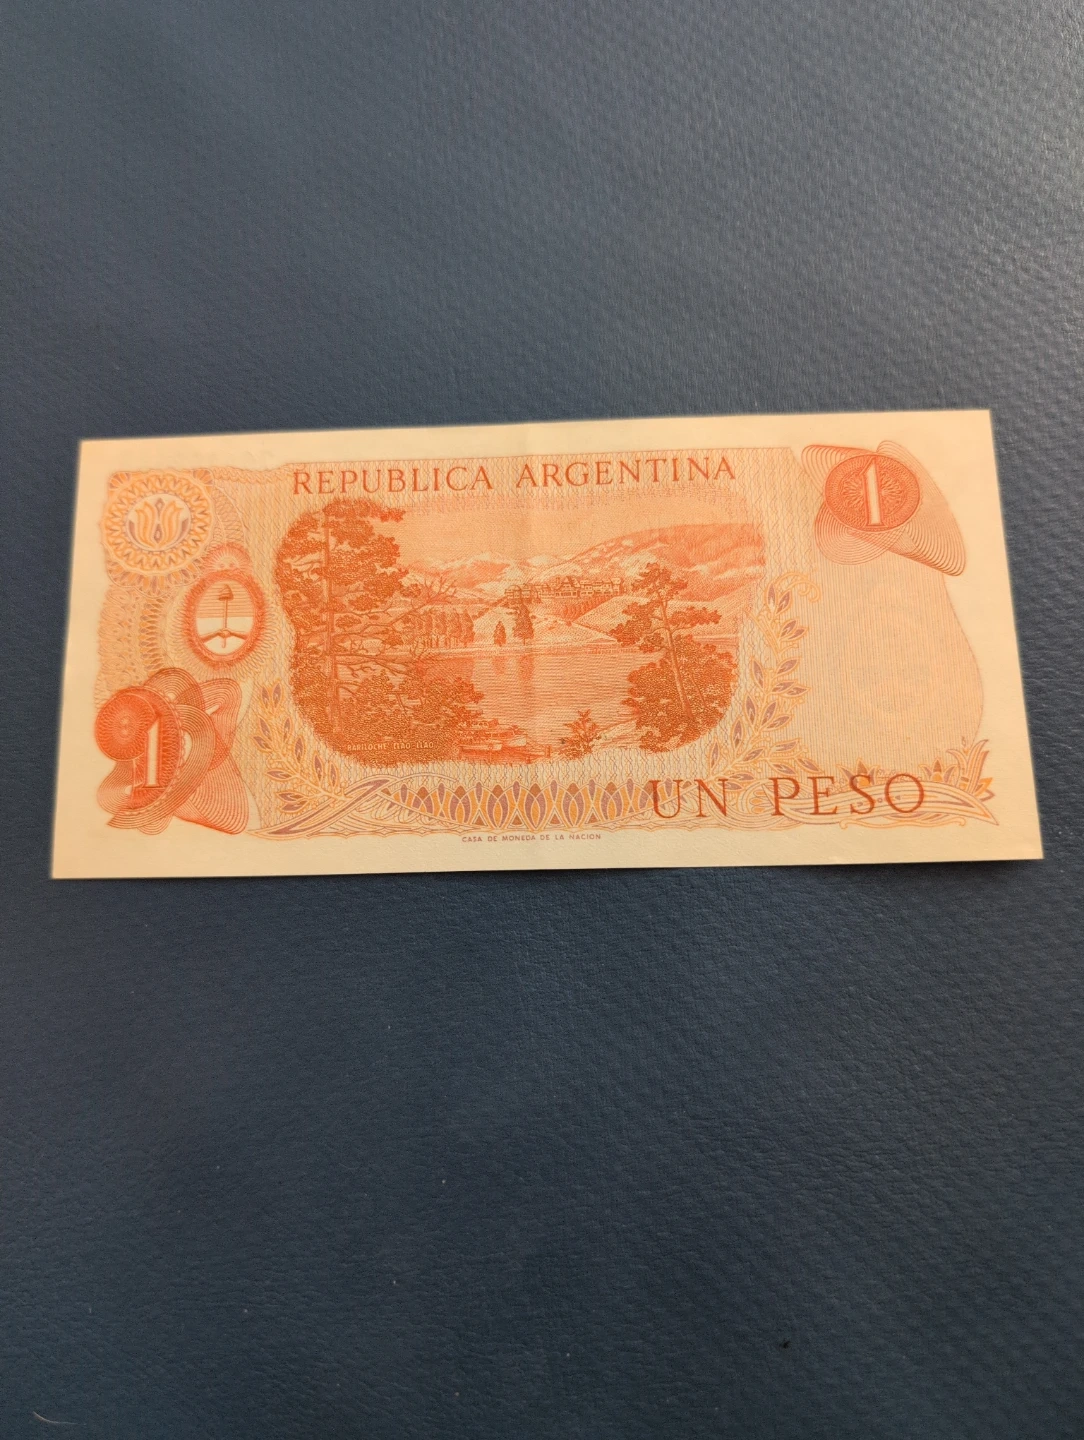 REPUBLICA ARGENTINA
1
1
BARILOCHE LLAO LLAO
UN PESO
CASA DE MONEDA DE LA NACION